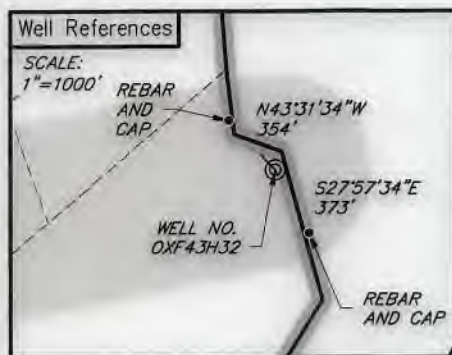 Well References
SCALE:
1"=1000'
REBAR
AND
CAP
N43°31'34"W
354'
S27°57'34"E
373'
WELL NO.
OXF43H32
REBAR
AND CAP